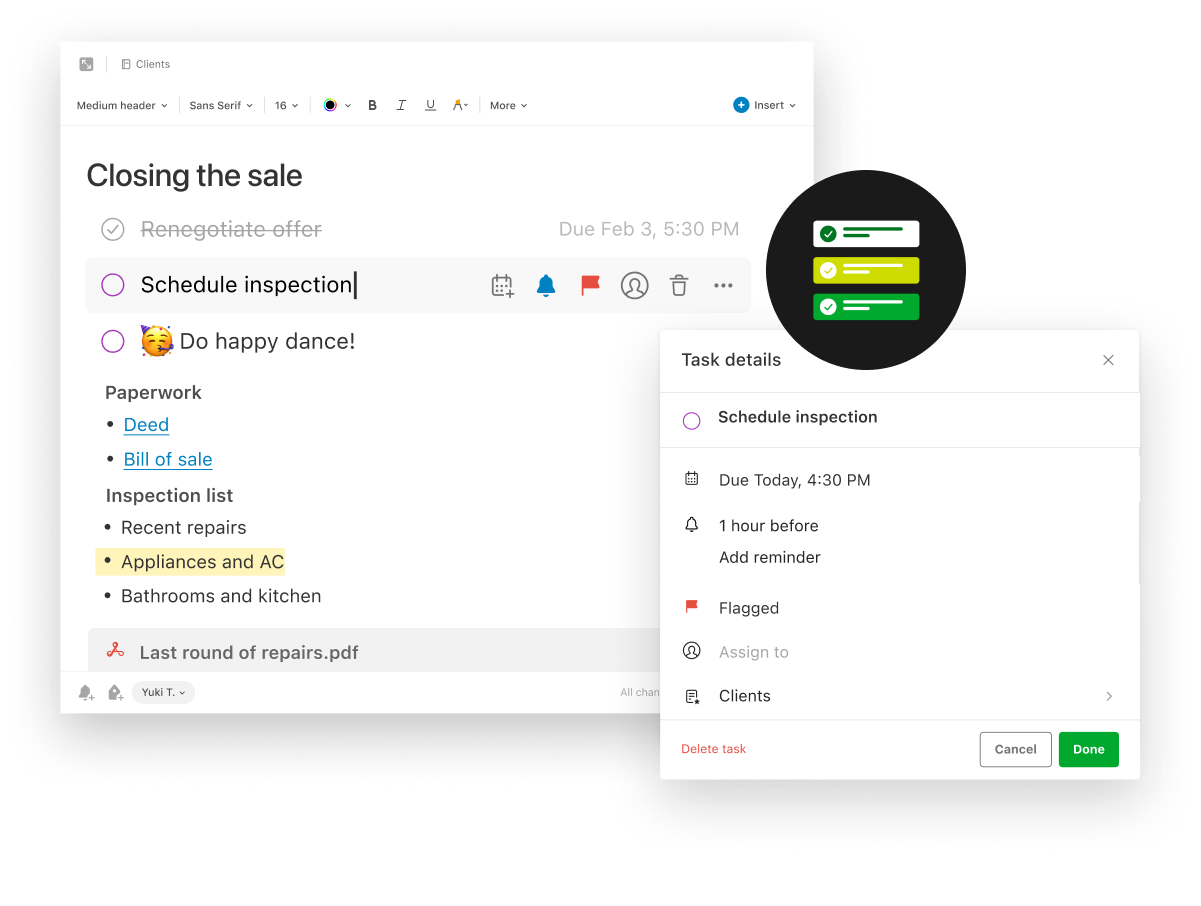 Clients
Medium header Sans Serif 16 B I U A More Insert
Closing the sale
Renegotiate offer Due Feb 3, 5:30 PM
Schedule inspection
Do happy dance!
Paperwork
• Deed
• Bill of sale
Inspection list
• Recent repairs
• Appliances and AC
• Bathrooms and kitchen
Last round of repairs.pdf
Yuki T. All chan
Task details
Schedule inspection
Due Today, 4:30 PM
1 hour before
Add reminder
Flagged
Assign to
Clients
Delete task Cancel Done